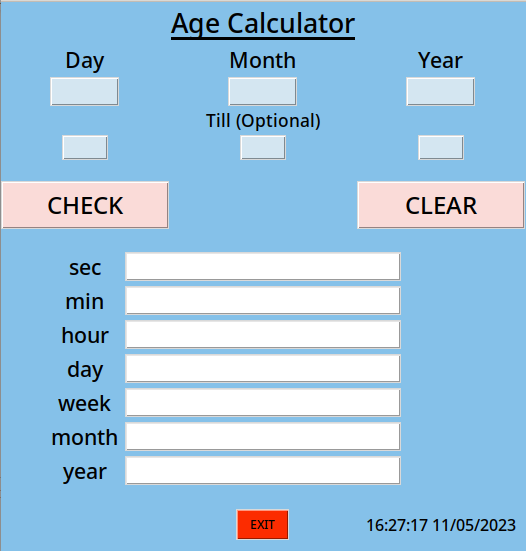 Age Calculator
Day Month Year
Till (Optional)
CHECK CLEAR
sec
min
hour
day
week
month
year
EXIT 16:27:17 11/05/2023